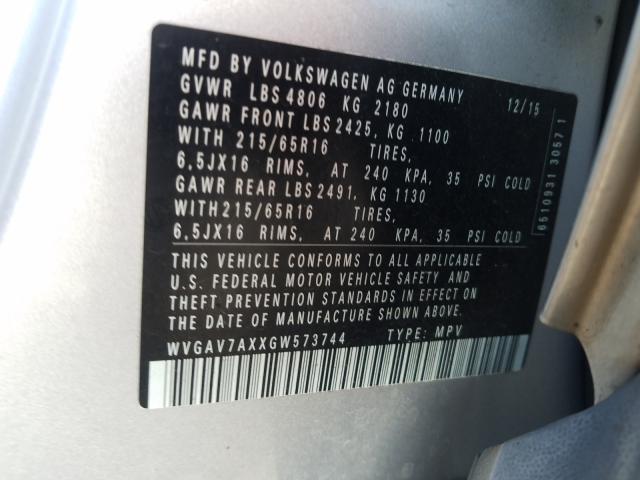 MFD BY VOLKSWAGEN AG GERMANY
GVWR LBS 4806 KG 2180 12/15
GAWR FRONT LBS 2425, KG 1100
WITH 215/65R16 TIRES,
6,5JX16 RIMS, AT 240 KPA, 35 PSI COLD
GAWR REAR LBS 2491, KG 1130
WITH 215/65R16 TIRES,
6,5JX16 RIMS, AT 240 KPA, 35 PSI COLD
THIS VEHICLE CONFORMS TO ALL APPLICABLE
U.S. FEDERAL MOTOR VEHICLE SAFETY AND
THEFT PREVENTION STANDARDS IN EFFECT ON
THE DATE OF MANUFACTURE SHOWN ABOVE.
WVGAV7AXXGW573744 TYPE: MPV
6510931 3057 1